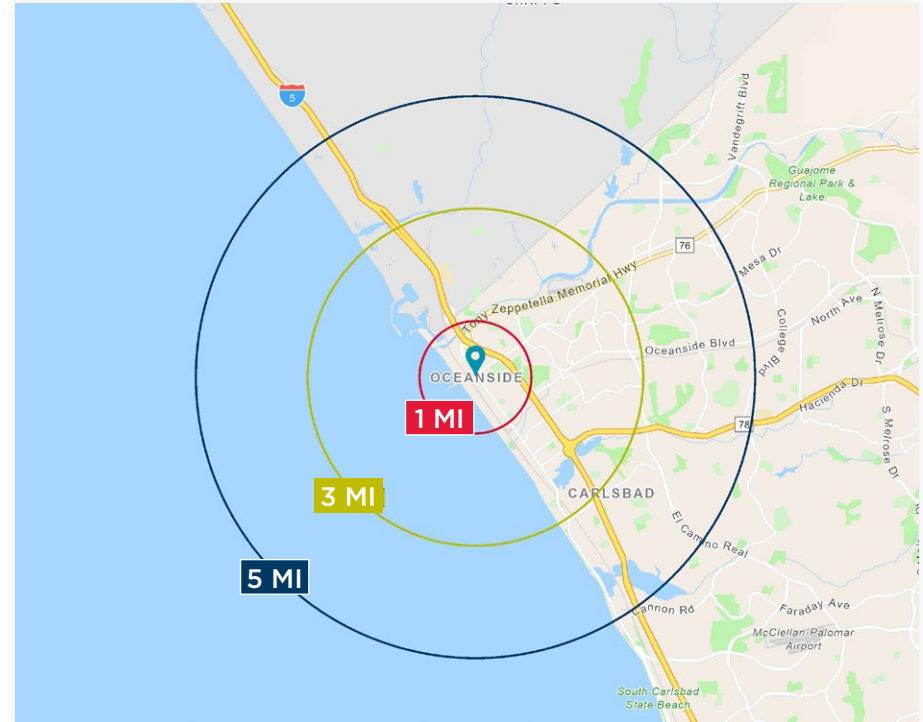 5
Vandegrift Blvd
Guajome
Regional Park &
Lake
76
Mesa Dr
Tony Zeppetella Memorial Hwy
N Melrose Dr
North Ave
College Blvd
Oceanside Blvd
OCEANSIDE
Hacienda Dr
1 MI
78
S Melrose Dr
3 MI
CARLSBAD
El Camino Real
5 MI
Cannon Rd
Faraday Ave
McClellan-Palomar
Airport
South Carlsbad
State Beach